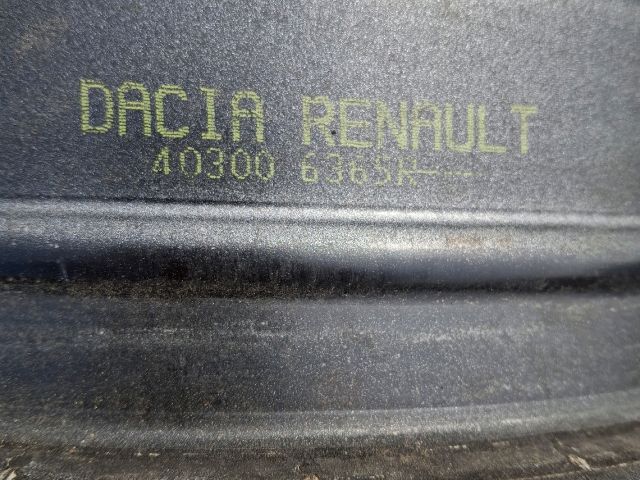 DACIA RENAULT
40300 6365R---